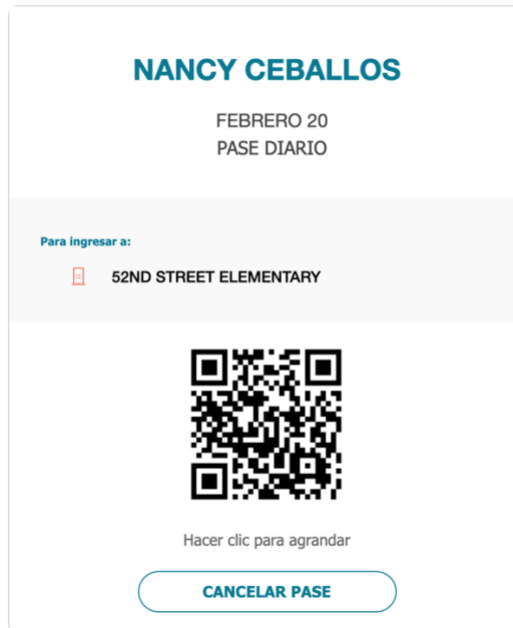 NANCY CEBALLOS
FEBRERO 20
PASE DIARIO
Para ingresar a:
52ND STREET ELEMENTARY
Hacer clic para agrandar
CANCELAR PASE